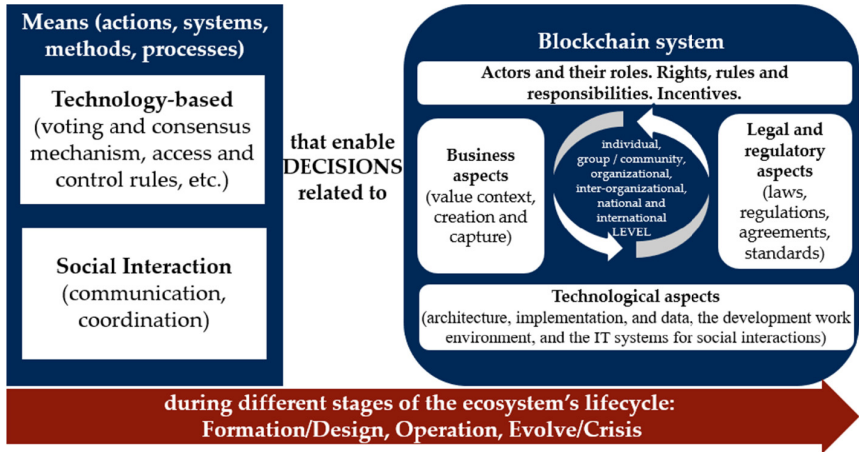 Means (actions, systems,
methods, processes)
Technology-based
(voting and consensus
mechanism, access and
control rules, etc.)
Social Interaction
(communication,
coordination)
that enable
DECISIONS
related to
Blockchain system
Actors and their roles. Rights, rules and
responsibilities. Incentives.
Business
aspects
(value context,
creation and
capture)
individual,
group / community,
organizational,
inter-organizational,
national and
international
LEVEL
Legal and
regulatory
aspects
(laws,
regulations,
agreements,
standards)
Technological aspects
(architecture, implementation, and data, the development work
environment, and the IT systems for social interactions)
during different stages of the ecosystem’s lifecycle:
Formation/Design, Operation, Evolve/Crisis